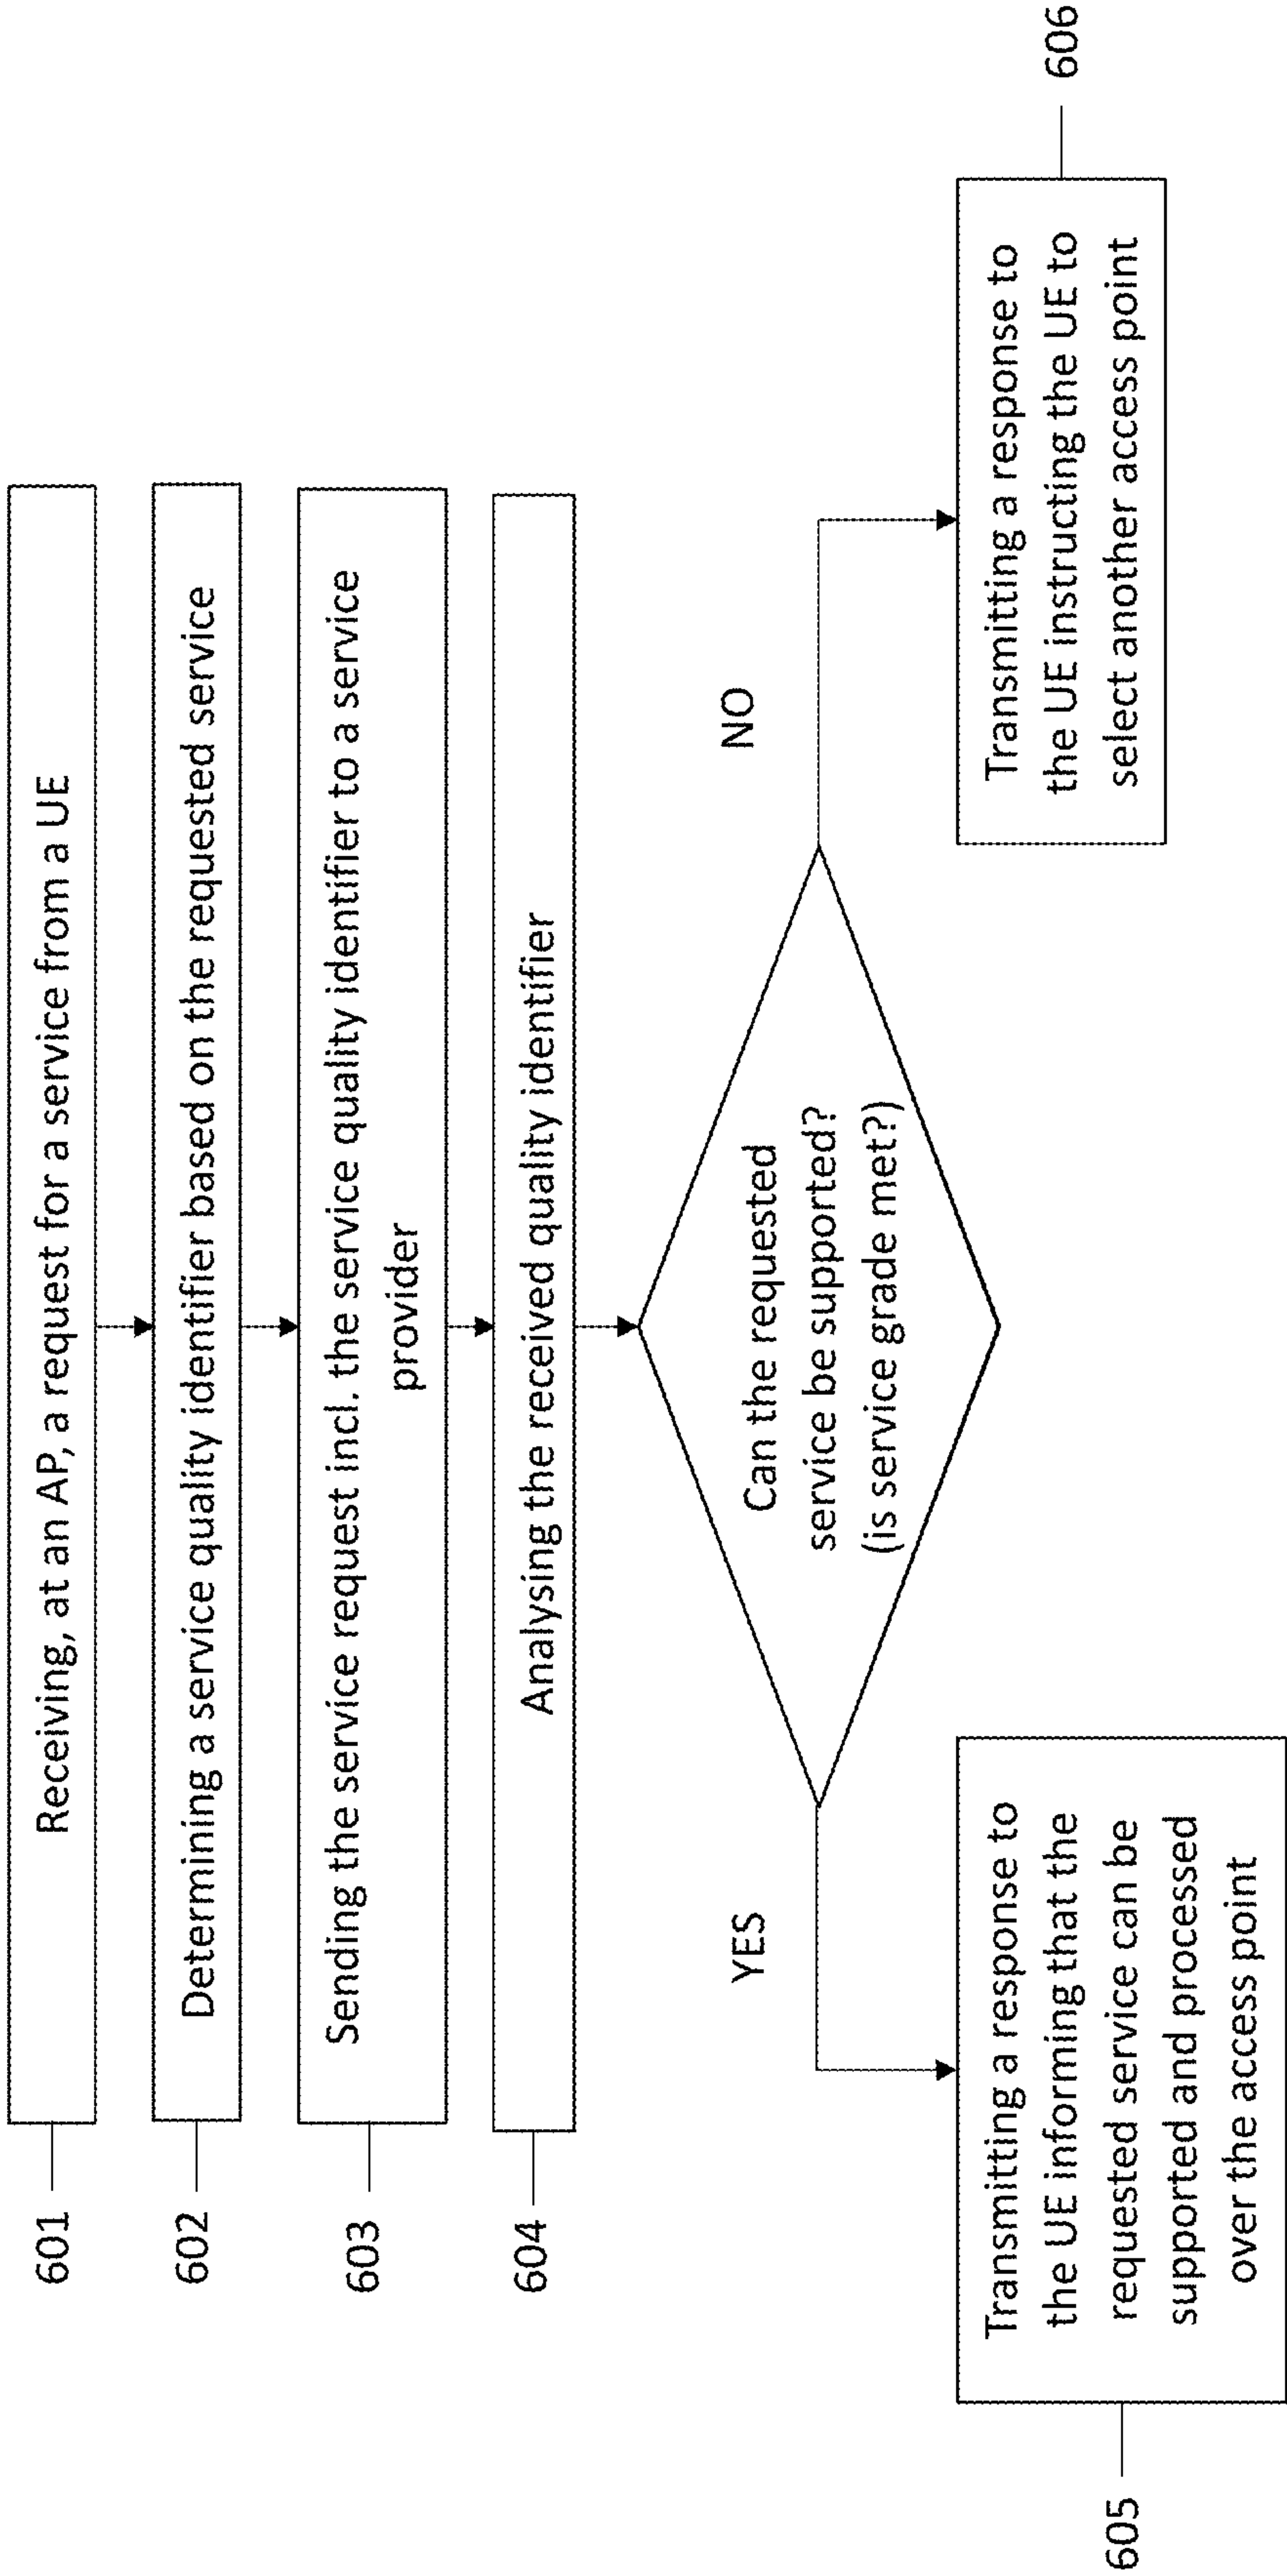 601
Receiving, at an AP, a request for a service from a UE
602
Determining a service quality identifier based on the requested service
603
Sending the service request incl. the service quality identifier to a service
provider
604
Analysing the received quality identifier
Can the requested
service be supported?
(is service grade met?)
YES
NO
605
Transmitting a response to
the UE informing that the
requested service can be
supported and processed
over the access point
Transmitting a response to
the UE instructing the UE to
select another access point
606